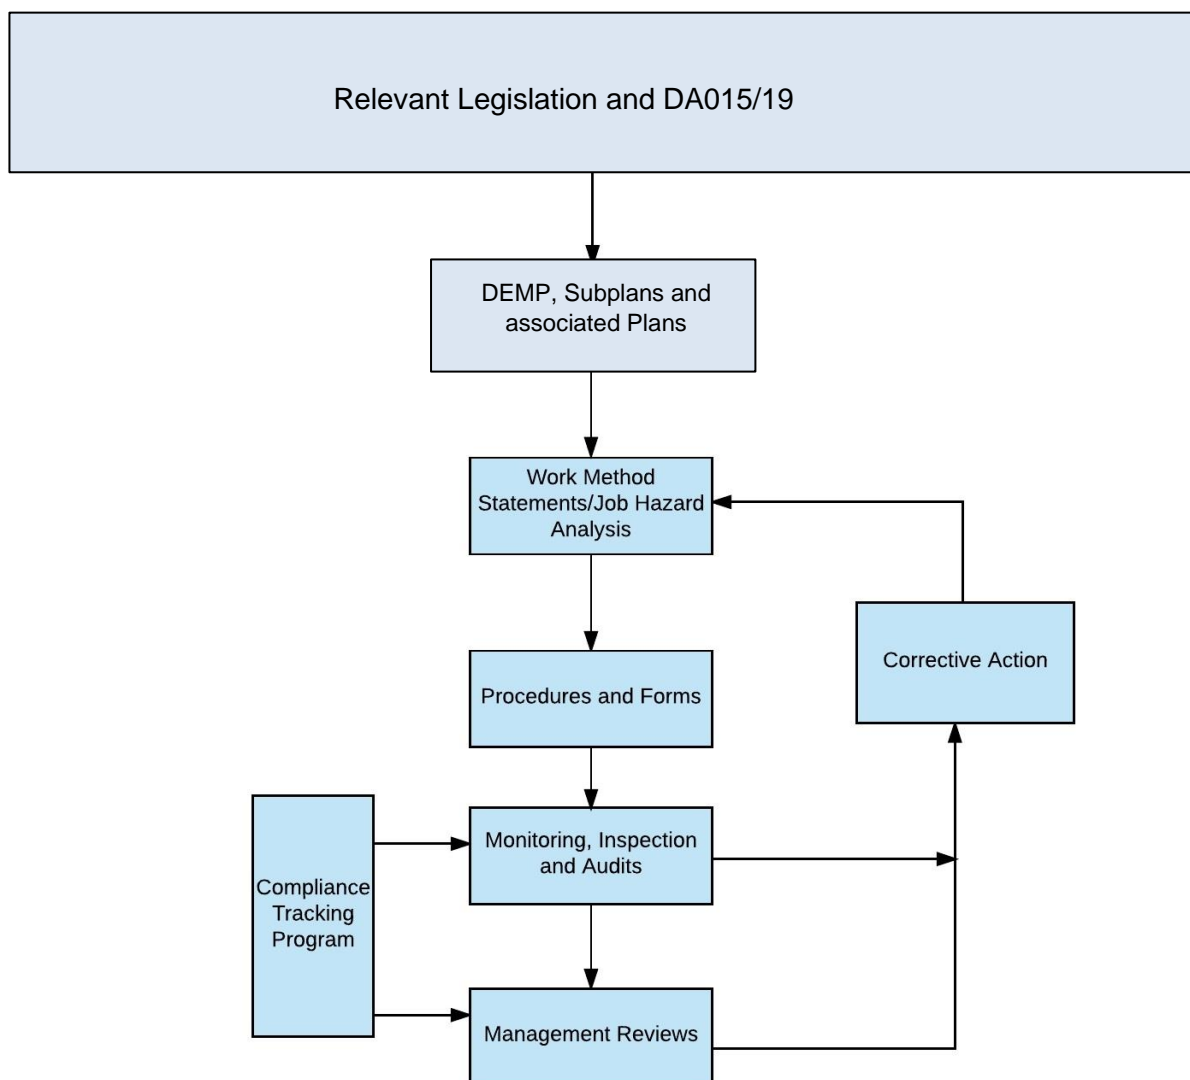 Relevant Legislation and DA015/19
DEMP, Subplans and
associated Plans
Work Method
Statements/Job Hazard
Analysis
Corrective Action
Procedures and Forms
Monitoring, Inspection
and Audits
Compliance
Tracking
Program
Management Reviews